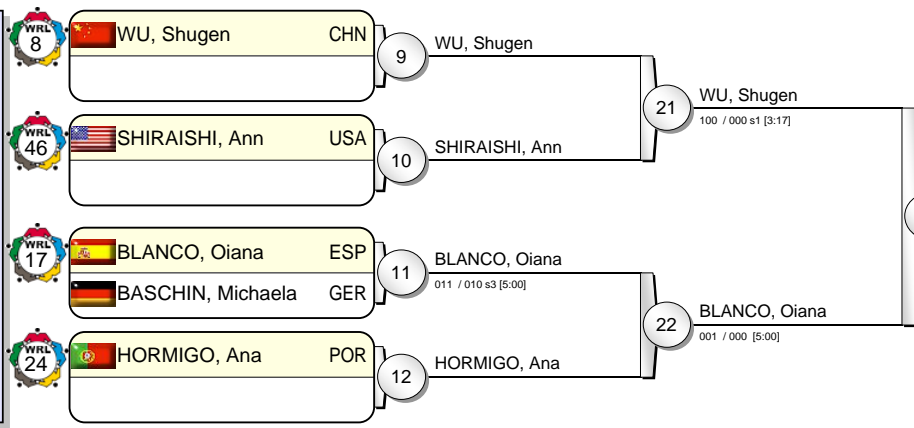 WRL
8
WU, Shugen CHN
9
WU, Shugen
21
WU, Shugen
100 / 000 s1 [3:17]
WRL
46
SHIRAISHI, Ann USA
10
SHIRAISHI, Ann
WRL
17
BLANCO, Oiana ESP
BASCHIN, Michaela GER
11
BLANCO, Oiana
011 / 010 s3 [5:00]
22
BLANCO, Oiana
001 / 000 [5:00]
WRL
24
HORMIGO, Ana POR
12
HORMIGO, Ana